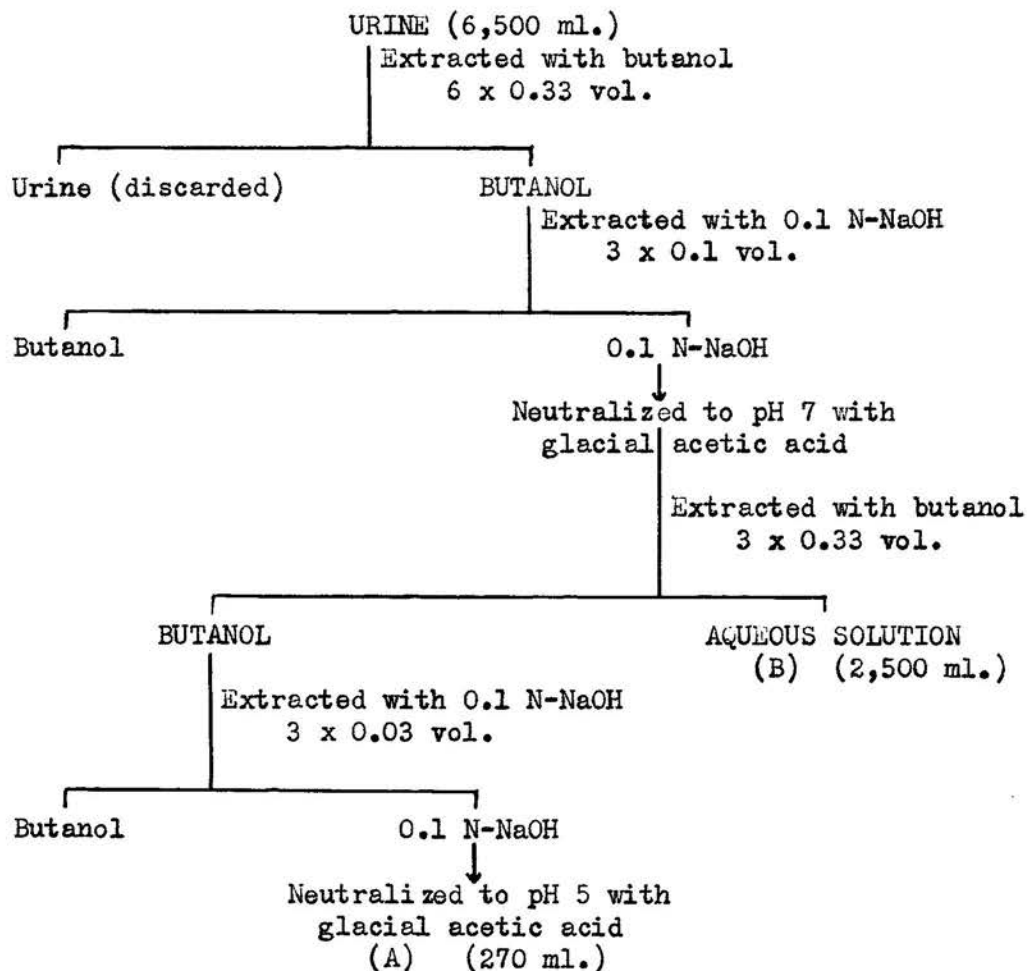 URINE (6,500 ml.)
Extracted with butanol
6 x 0.33 vol.
Urine (discarded)
BUTANOL
Extracted with 0.1 N-NaOH
3 x 0.1 vol.
Butanol
0.1 N-NaOH
Neutralized to pH 7 with
glacial acetic acid
Extracted with butanol
3 x 0.33 vol.
BUTANOL
AQUEOUS SOLUTION
(B) (2,500 ml.)
Extracted with 0.1 N-NaOH
3 x 0.03 vol.
Butanol
0.1 N-NaOH
Neutralized to pH 5 with
glacial acetic acid
(A) (270 ml.)